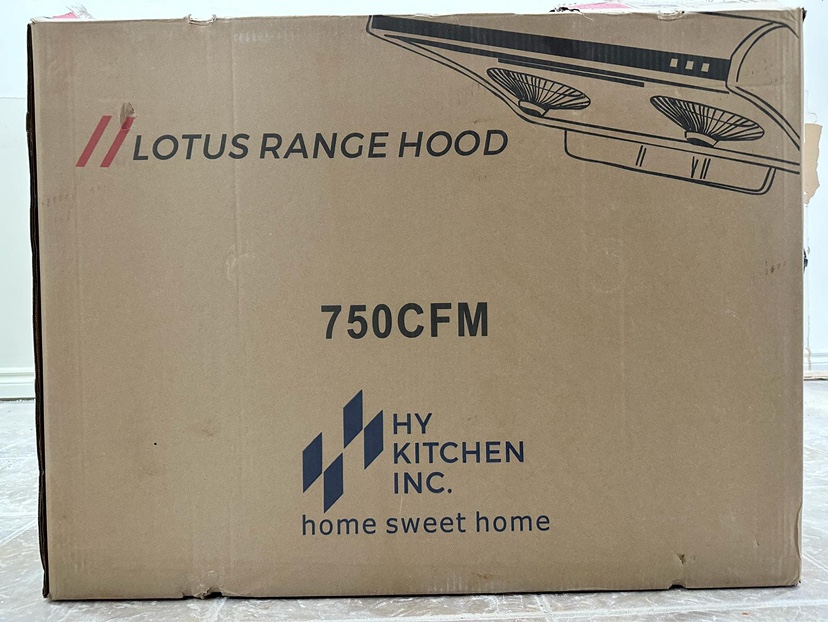 LOTUS RANGE HOOD
750CFM
HY
KITCHEN
INC.
home sweet home